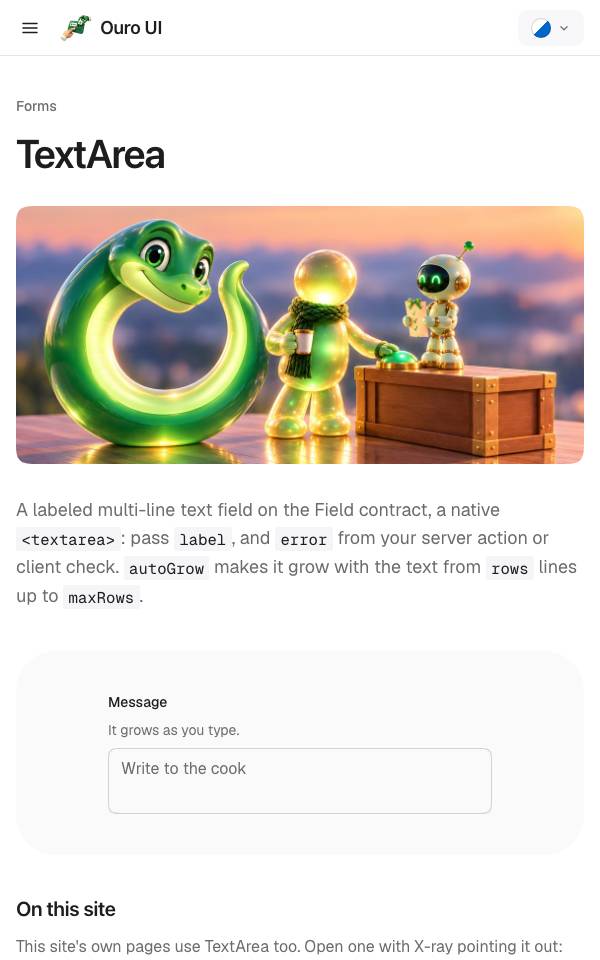 Ouro UI
Forms
TextArea
A labeled multi-line text field on the Field contract, a native
<textarea>: pass label, and error from your server action or
client check. autoGrow makes it grow with the text from rows lines
up to maxRows.
Message
It grows as you type.
Write to the cook
On this site
This site's own pages use TextArea too. Open one with X-ray pointing it out: